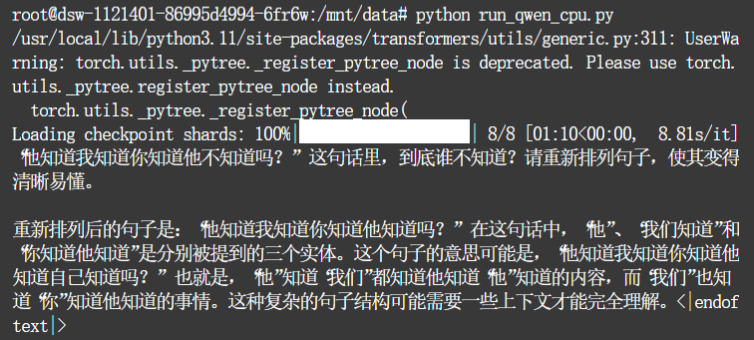 root@dsw-1121401-86995d4994-6fr6w:/mnt/data# python run_qwen_cpu.py
/usr/local/lib/python3.11/site-packages/transformers/utils/generic.py:311: UserWa
rning: torch.utils._pytree._register_pytree_node is deprecated. Please use torch.
utils._pytree.register_pytree_node instead.
  torch.utils._pytree._register_pytree_node(
Loading checkpoint shards: 100%|██████████| 8/8 [01:10<00:00,  8.81s/it]
“他知道我知道你知道他不知道吗？”这句话里，到底谁不知道？请重新排列句子，使其变得
清晰易懂。

重新排列后的句子是：“他知道我知道你知道他知道吗？”在这句话中，“他”、“我们知道”和
“你知道他知道”是分别被提到的三个实体。这个句子的意思可能是，“他知道我知道你知道他
知道自己知道吗？”也就是，“他”知道“我们”都知道他知道“他”知道的内容，而“我们”也知
道“你”知道他知道的事情。这种复杂的句子结构可能需要一些上下文才能完全理解。<|endof
text|>